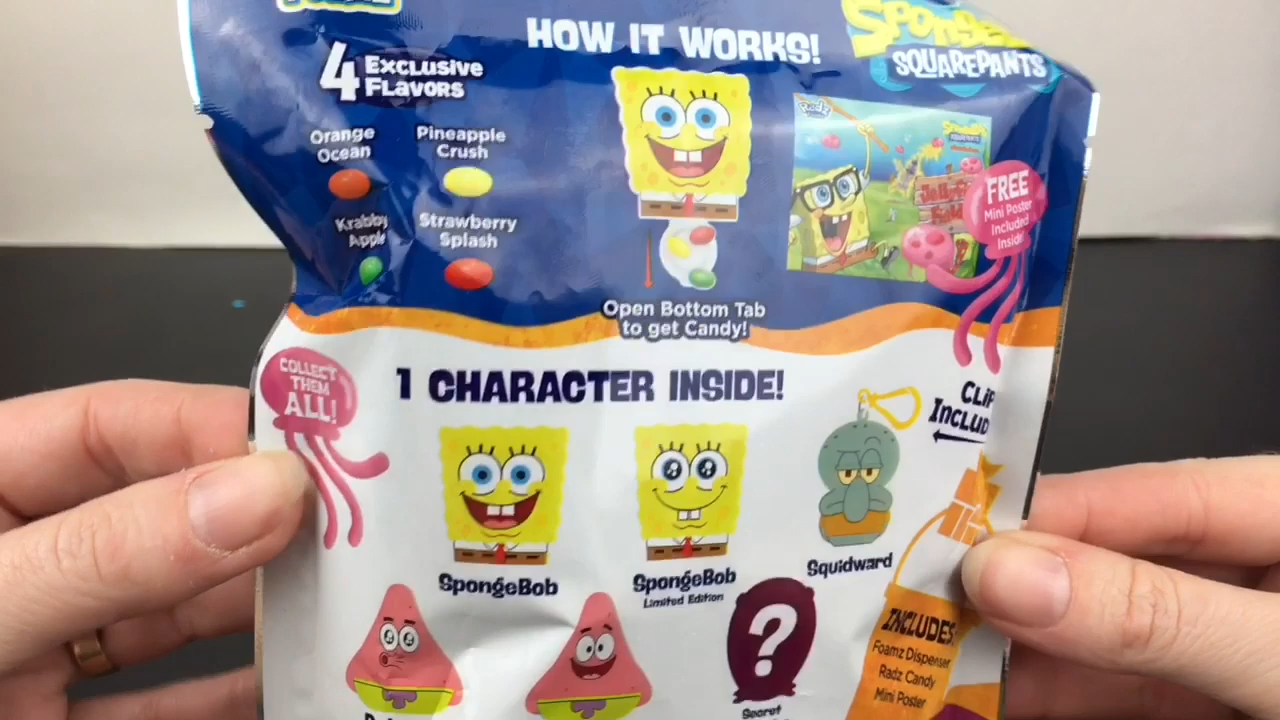 HOW IT WORKS!
SQUAREPANTS
4 EXCLUSIVE
FLAVORS
Orange
Ocean
Pineapple
Crush
Krabby
Apple
Strawberry
Splash
Radz
FREE
Mini Poster
Included
Inside
Open Bottom Tab
to get Candy!
COLLECT
THEM
ALL!
1 CHARACTER INSIDE!
CLIP
INCLUD
SpongeBob
SpongeBob
Limited Edition
Squidward
?
Secret
INCLUDES:
Foamz Dispenser
Radz Candy
Mini Poster